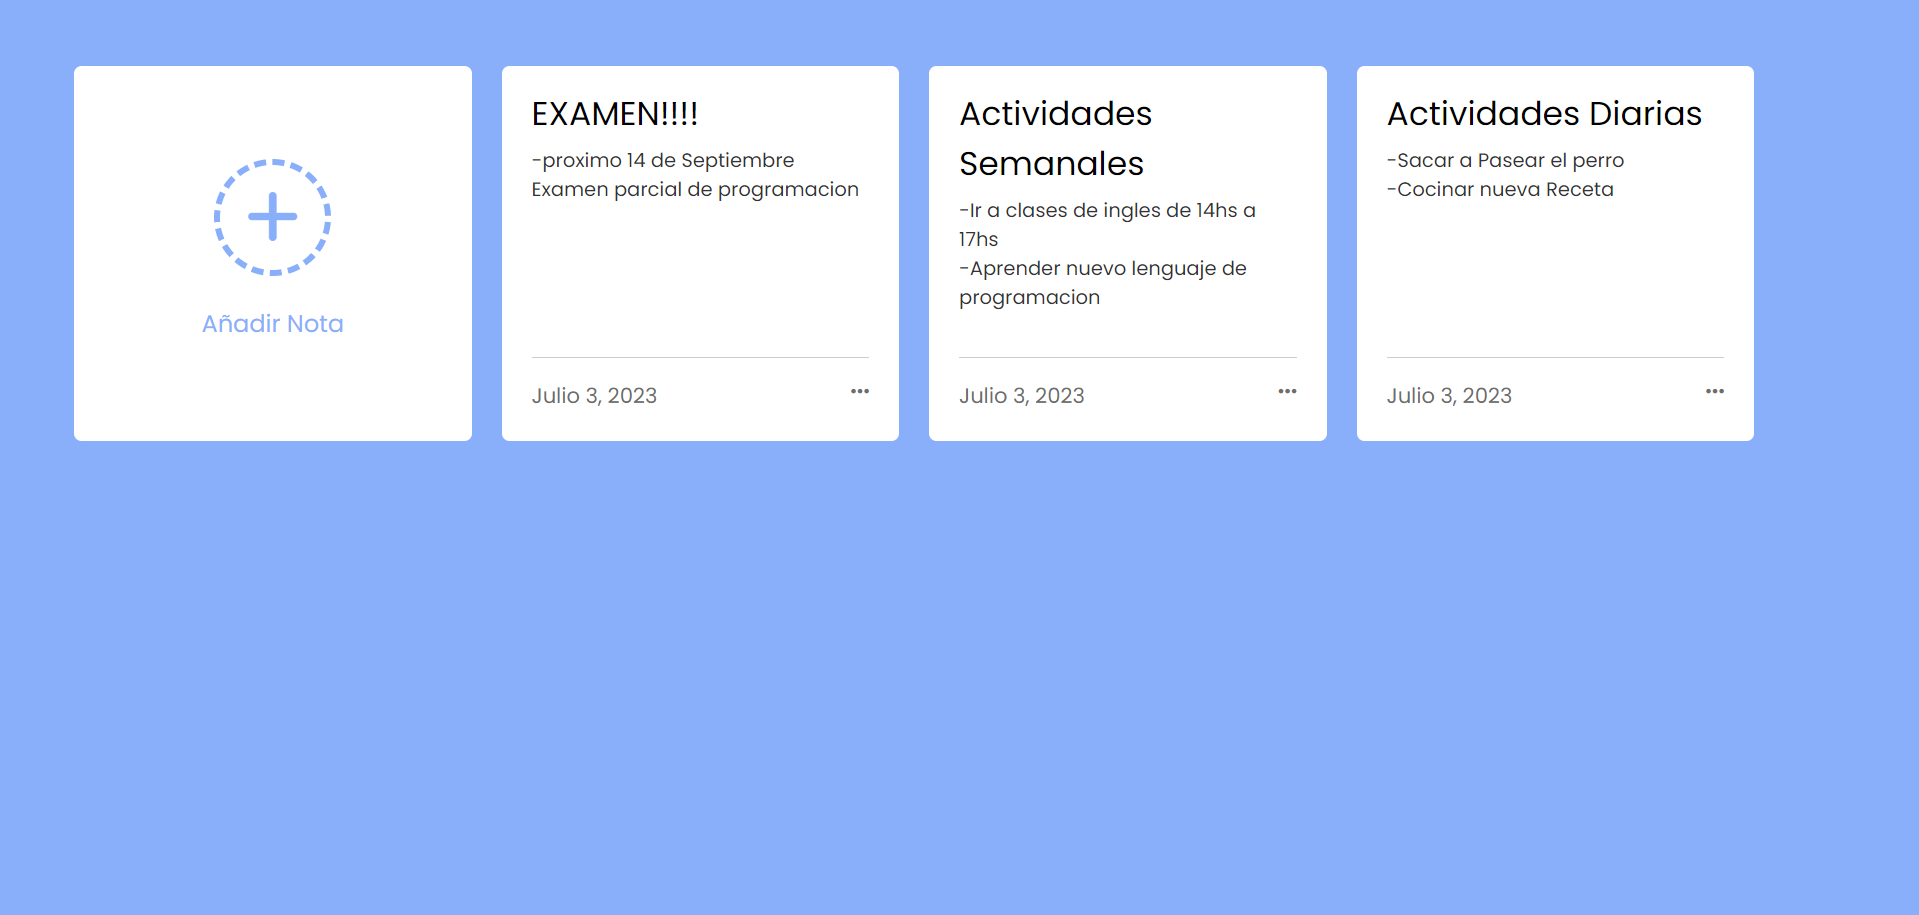 Añadir Nota
EXAMEN!!!!
-proximo 14 de Septiembre
Examen parcial de programacion
Julio 3, 2023
Actividades
Semanales
-Ir a clases de ingles de 14hs a
17hs
-Aprender nuevo lenguaje de
programacion
Julio 3, 2023
Actividades Diarias
-Sacar a Pasear el perro
-Cocinar nueva Receta
Julio 3, 2023